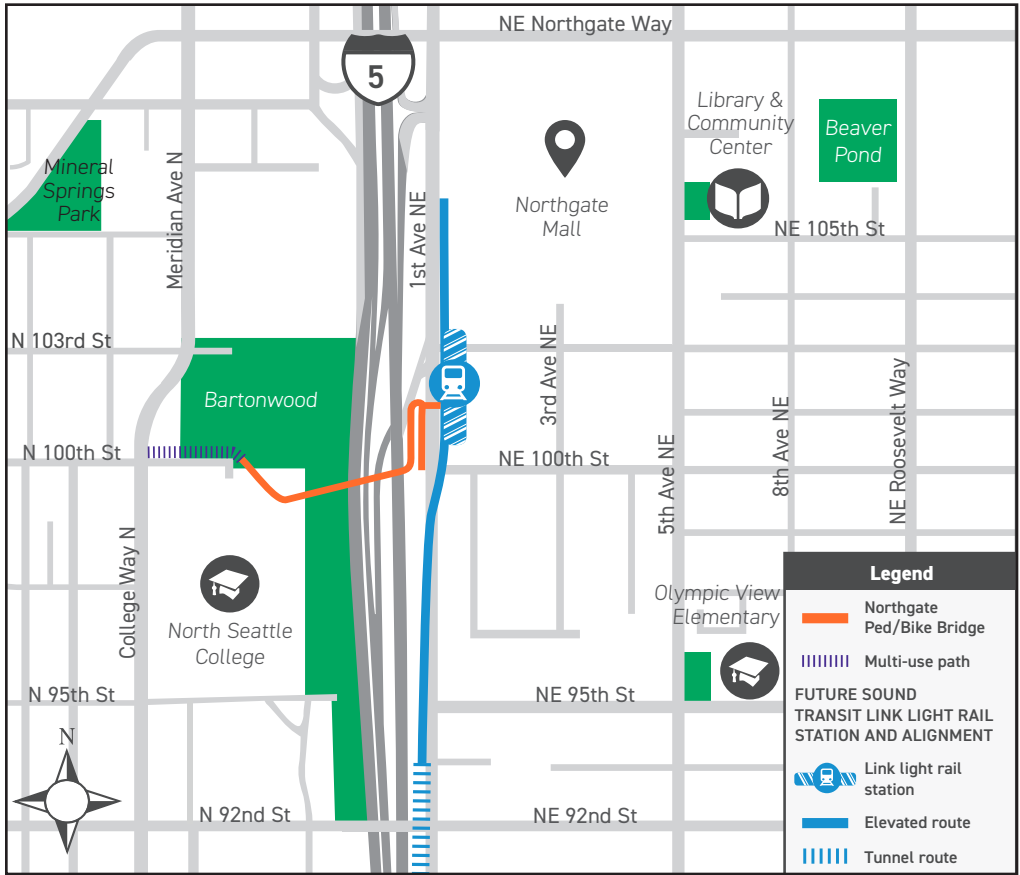 NE Northgate Way
5
Library &
Community
Center
Beaver
Pond
Mineral
Springs
Park
Meridian Ave N
1st Ave NE
Northgate
Mall
NE 105th St
N 103rd St
3rd Ave NE
Bartonwood
NE Roosevelt Way
8th Ave NE
5th Ave NE
N 100th St
NE 100th St
College Way N
North Seattle
College
Olympic View
Elementary
N 95th St
NE 95th St
N
N 92nd St
NE 92nd St
Legend
Northgate
Ped/Bike Bridge
Multi-use path
FUTURE SOUND
TRANSIT LINK LIGHT RAIL
STATION AND ALIGNMENT
Link light rail
station
Elevated route
Tunnel route